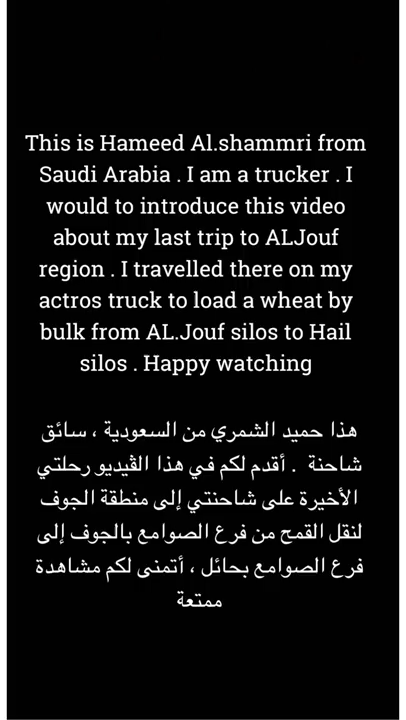 This is Hameed Al.shammri from
Saudi Arabia . I am a trucker . I
would to introduce this video
about my last trip to ALJouf
region . I travelled there on my
actros truck to load a wheat by
bulk from AL.Jouf silos to Hail
silos . Happy watching
هذا حميد الشمري من السعودية ، سائق
شاحنة . أقدم لكم في هذا الڤيديو رحلتي
الأخيرة على شاحنتي إلى منطقة الجوف
لنقل القمح من فرع الصوامع بالجوف إلى
فرع الصوامع بحائل ، أتمنى لكم مشاهدة
ممتعة